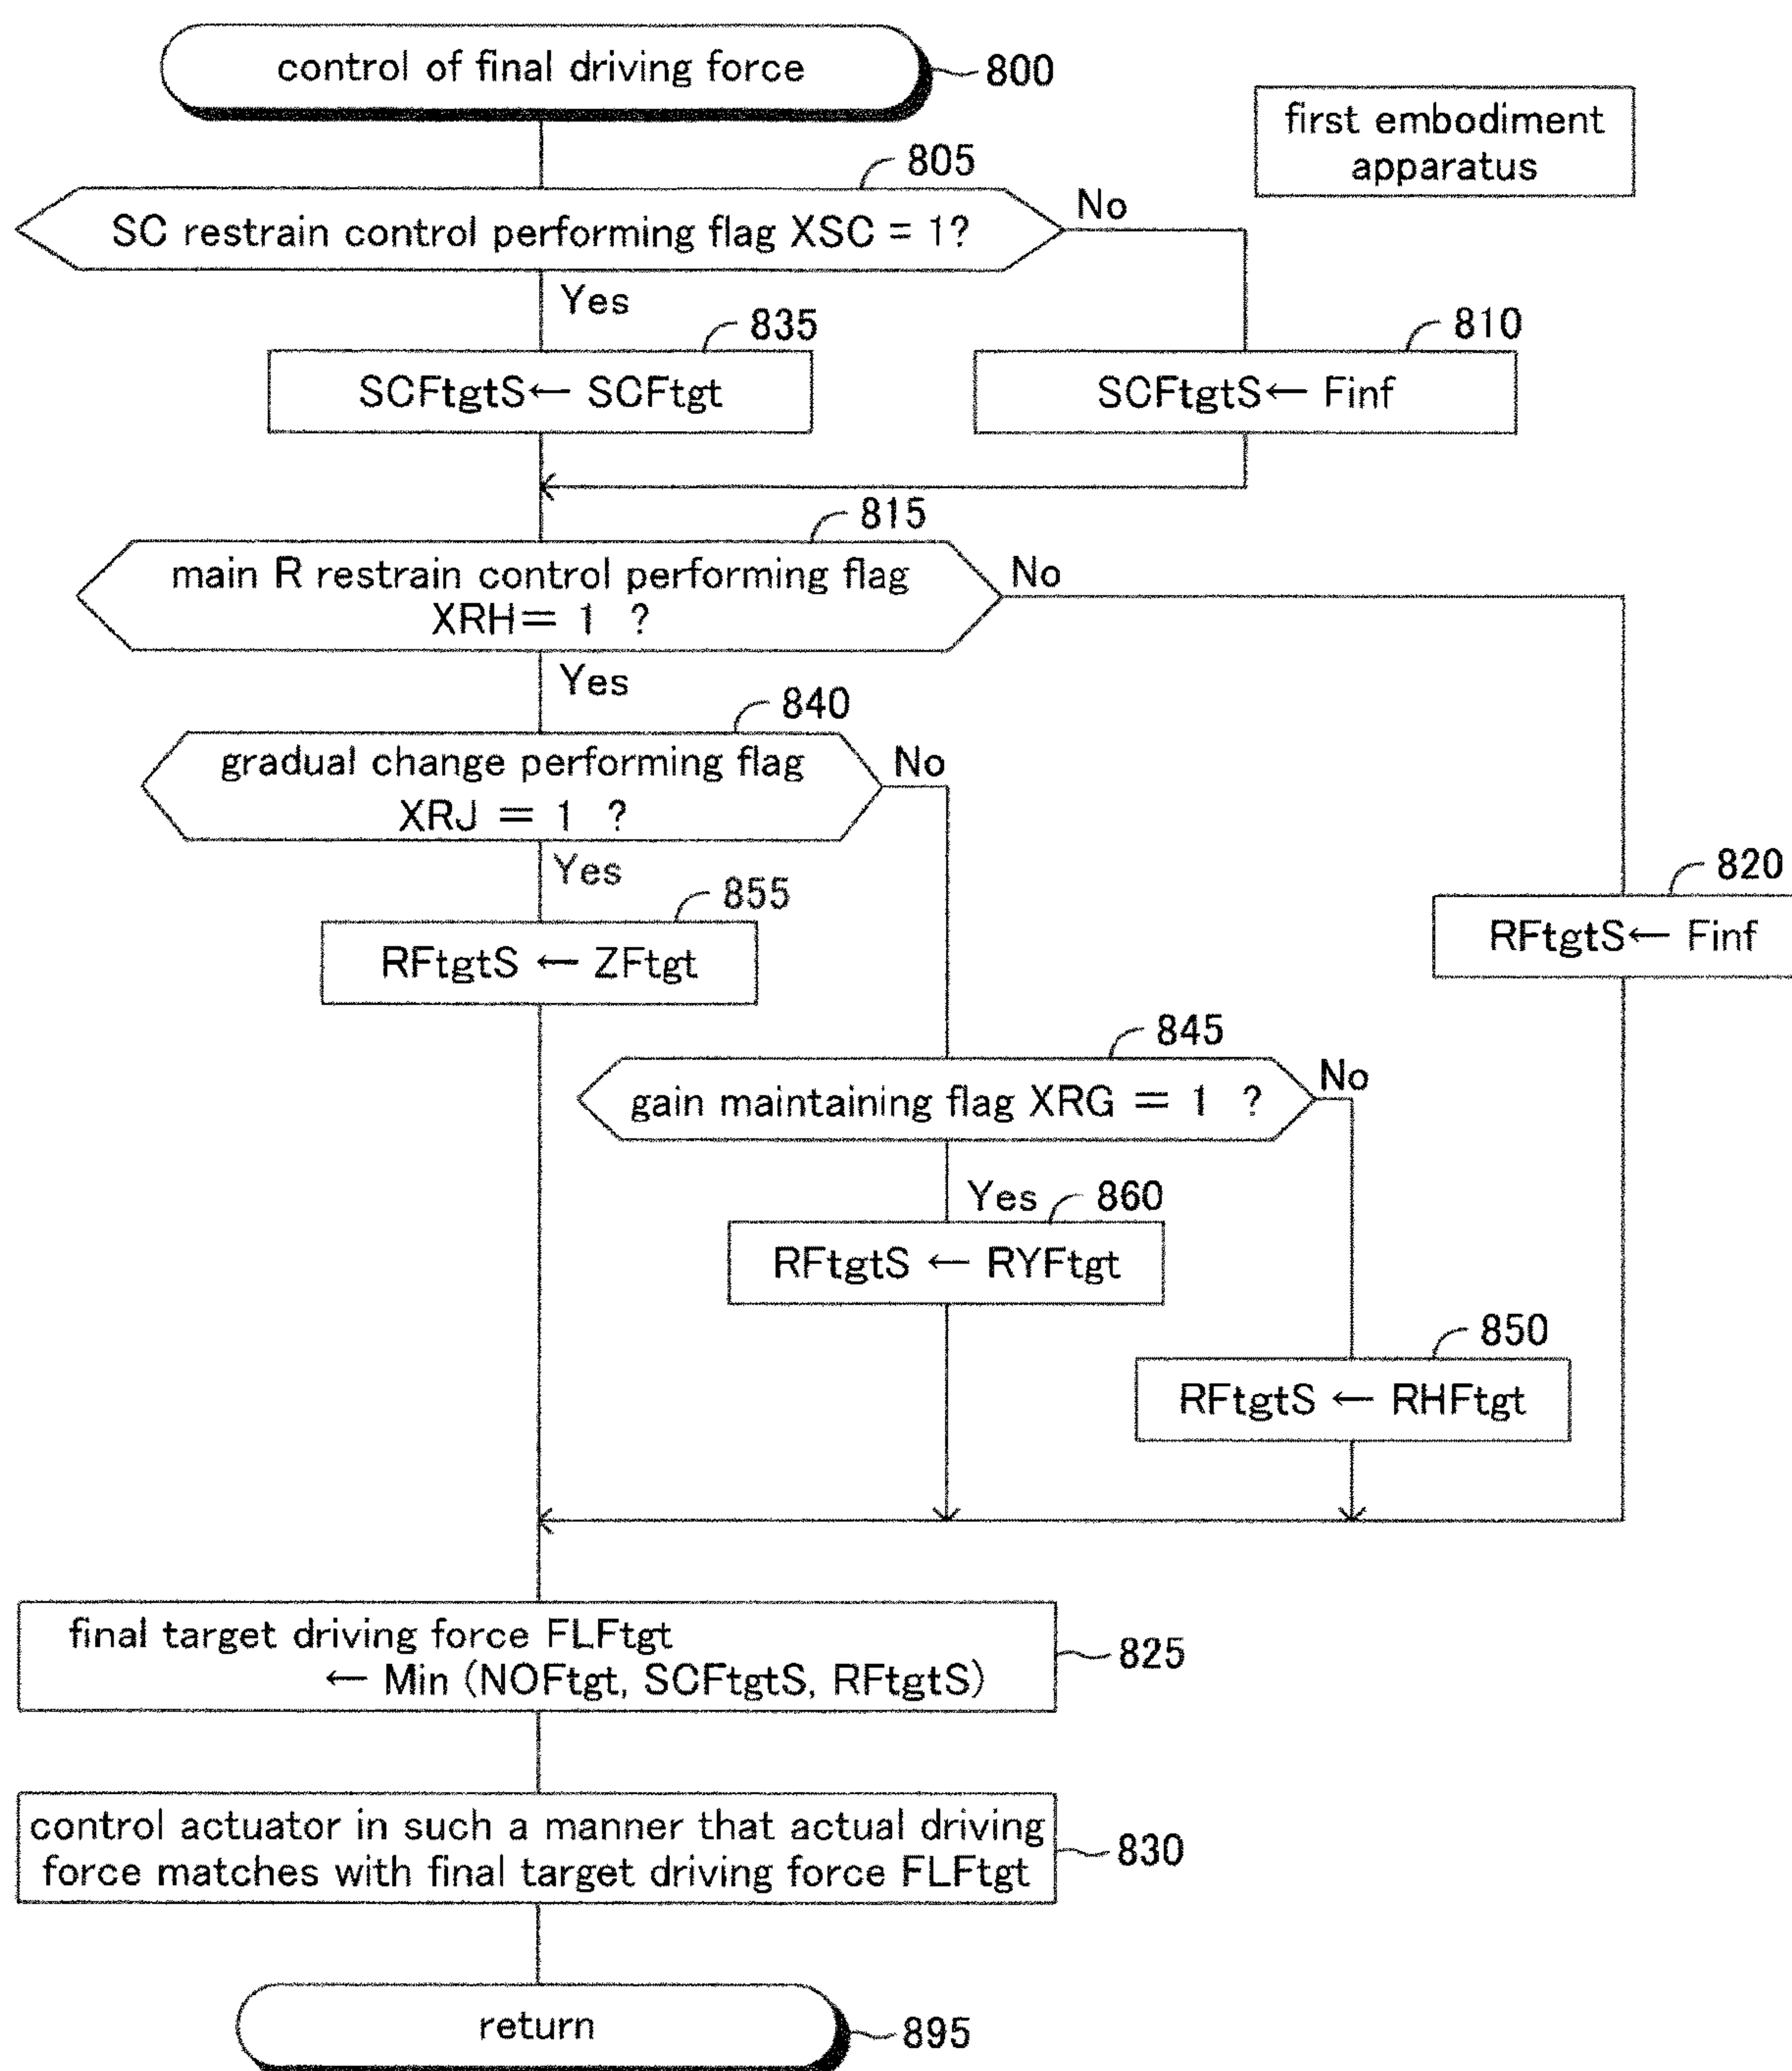 control of final driving force
800
first embodiment
apparatus
805
SC restrain control performing flag XSC = 1?
No
Yes
835
810
SCFtgtS← SCFtgt
SCFtgtS← Finf
815
main R restrain control performing flag
XRH= 1 ?
No
Yes
840
gradual change performing flag
XRJ = 1 ?
No
Yes
855
820
RFtgtS ← ZFtgt
RFtgtS← Finf
845
gain maintaining flag XRG = 1 ?
No
Yes
860
RFtgtS ← RYFtgt
850
RFtgtS ← RHFtgt
final target driving force FLFtgt
← Min (NOFtgt, SCFtgtS, RFtgtS)
825
control actuator in such a manner that actual driving
force matches with final target driving force FLFtgt
830
return
895